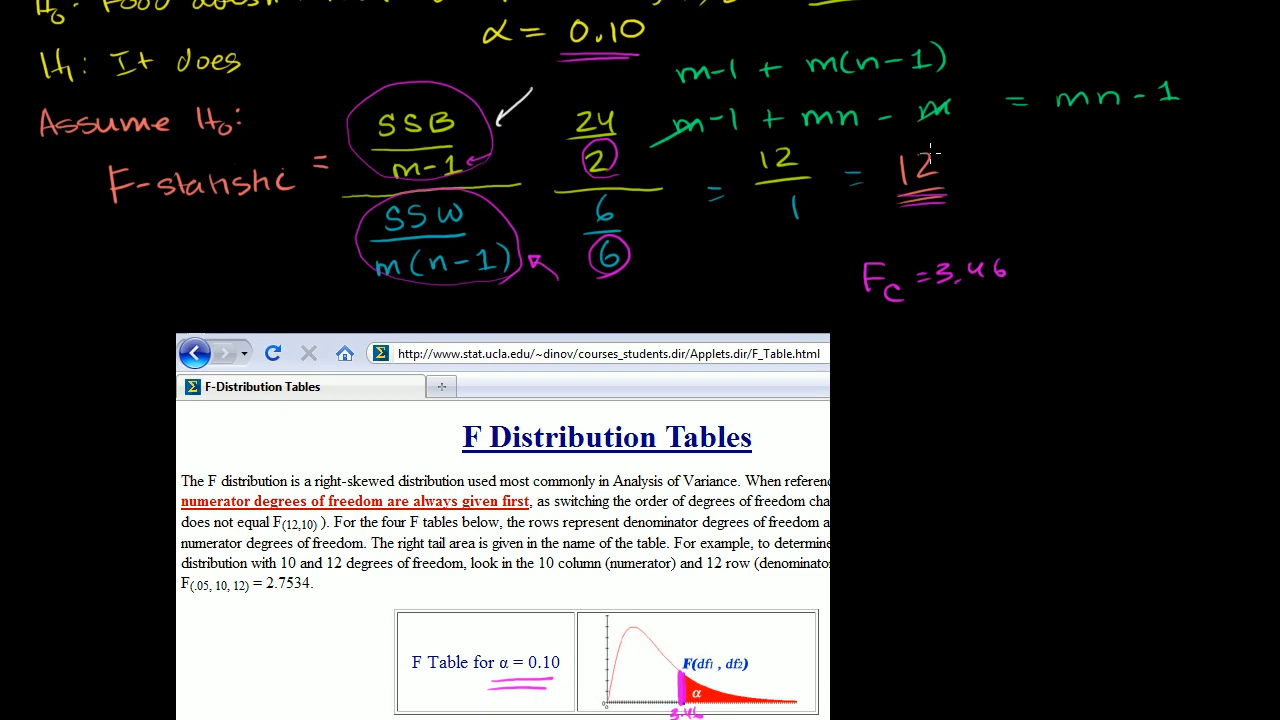 H₀: Food doesn't
α = 0.10
H₁: It does
m-1 + m(n-1)
Assume H₀:
m-1 + mn - m = mn-1
F-statistic = SSB / m-1 / SSW / m(n-1) 24 / 2 / 6 / 6 = 12 / 1 = 12
F_C = 3.46
http://www.stat.ucla.edu/~dinov/courses_students.dir/Applets.dir/F_Table.html
F-Distribution Tables
F Distribution Tables
The F distribution is a right-skewed distribution used most commonly in Analysis of Variance. When referenc
numerator degrees of freedom are always given first, as switching the order of degrees of freedom cha
does not equal F(12,10) ). For the four F tables below, the rows represent denominator degrees of freedom a
numerator degrees of freedom. The right tail area is given in the name of the table. For example, to determine
distribution with 10 and 12 degrees of freedom, look in the 10 column (numerator) and 12 row (denominator
F(.05, 10, 12) = 2.7534.
F Table for α = 0.10
F(df₁ , df₂)
α
3.46